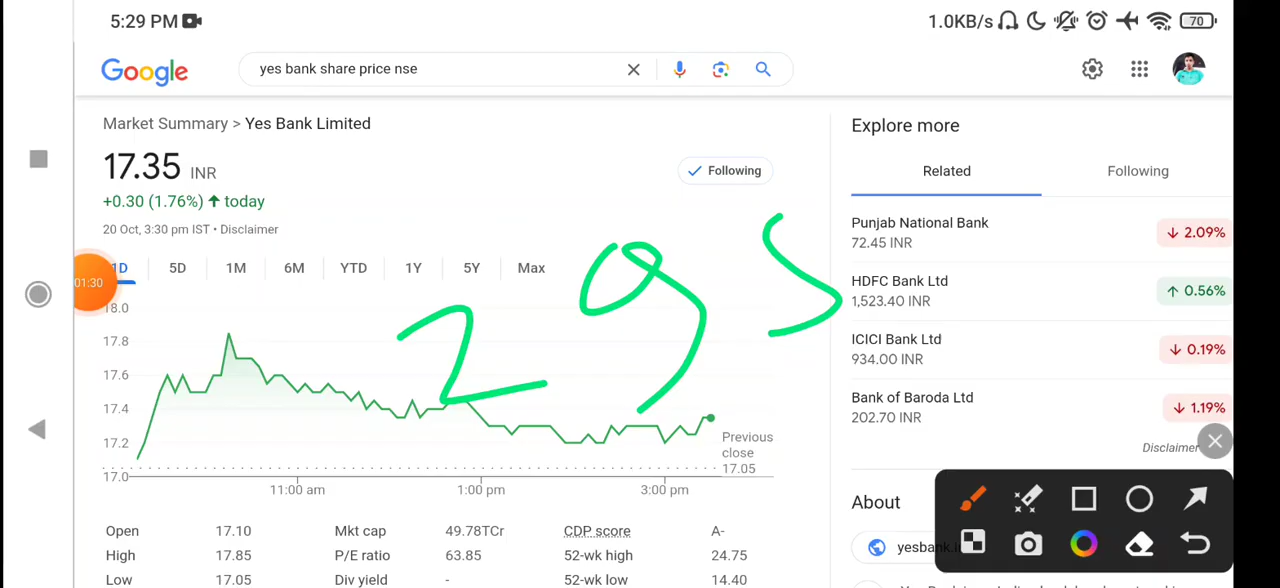 5:29 PM 1.0KB/s 70
Google yes bank share price nse
Market Summary > Yes Bank Limited
17.35 INR
Following
+0.30 (1.76%) ↑ today
20 Oct, 3:30 pm IST • Disclaimer
1D 5D 1M 6M YTD 1Y 5Y Max
01:30
18.0
17.8
17.6
17.4
17.2
17.0
Previous
close
17.05
11:00 am 1:00 pm 3:00 pm
295
Open 17.10 Mkt cap 49.78TCr CDP score A-
High 17.85 P/E ratio 63.85 52-wk high 24.75
Low 17.05 Div yield - 52-wk low 14.40
Explore more
Related Following
Punjab National Bank
72.45 INR ↓ 2.09%
HDFC Bank Ltd
1,523.40 INR ↑ 0.56%
ICICI Bank Ltd
934.00 INR ↓ 0.19%
Bank of Baroda Ltd
202.70 INR ↓ 1.19%
Disclaimer
About
yesbank.i